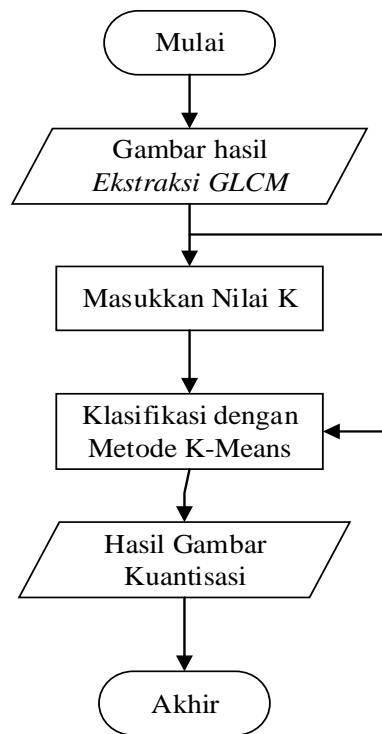 Mulai
Gambar hasil
Ekstraksi GLCM
Masukkan Nilai K
Klasifikasi dengan
Metode K-Means
Hasil Gambar
Kuantisasi
Akhir